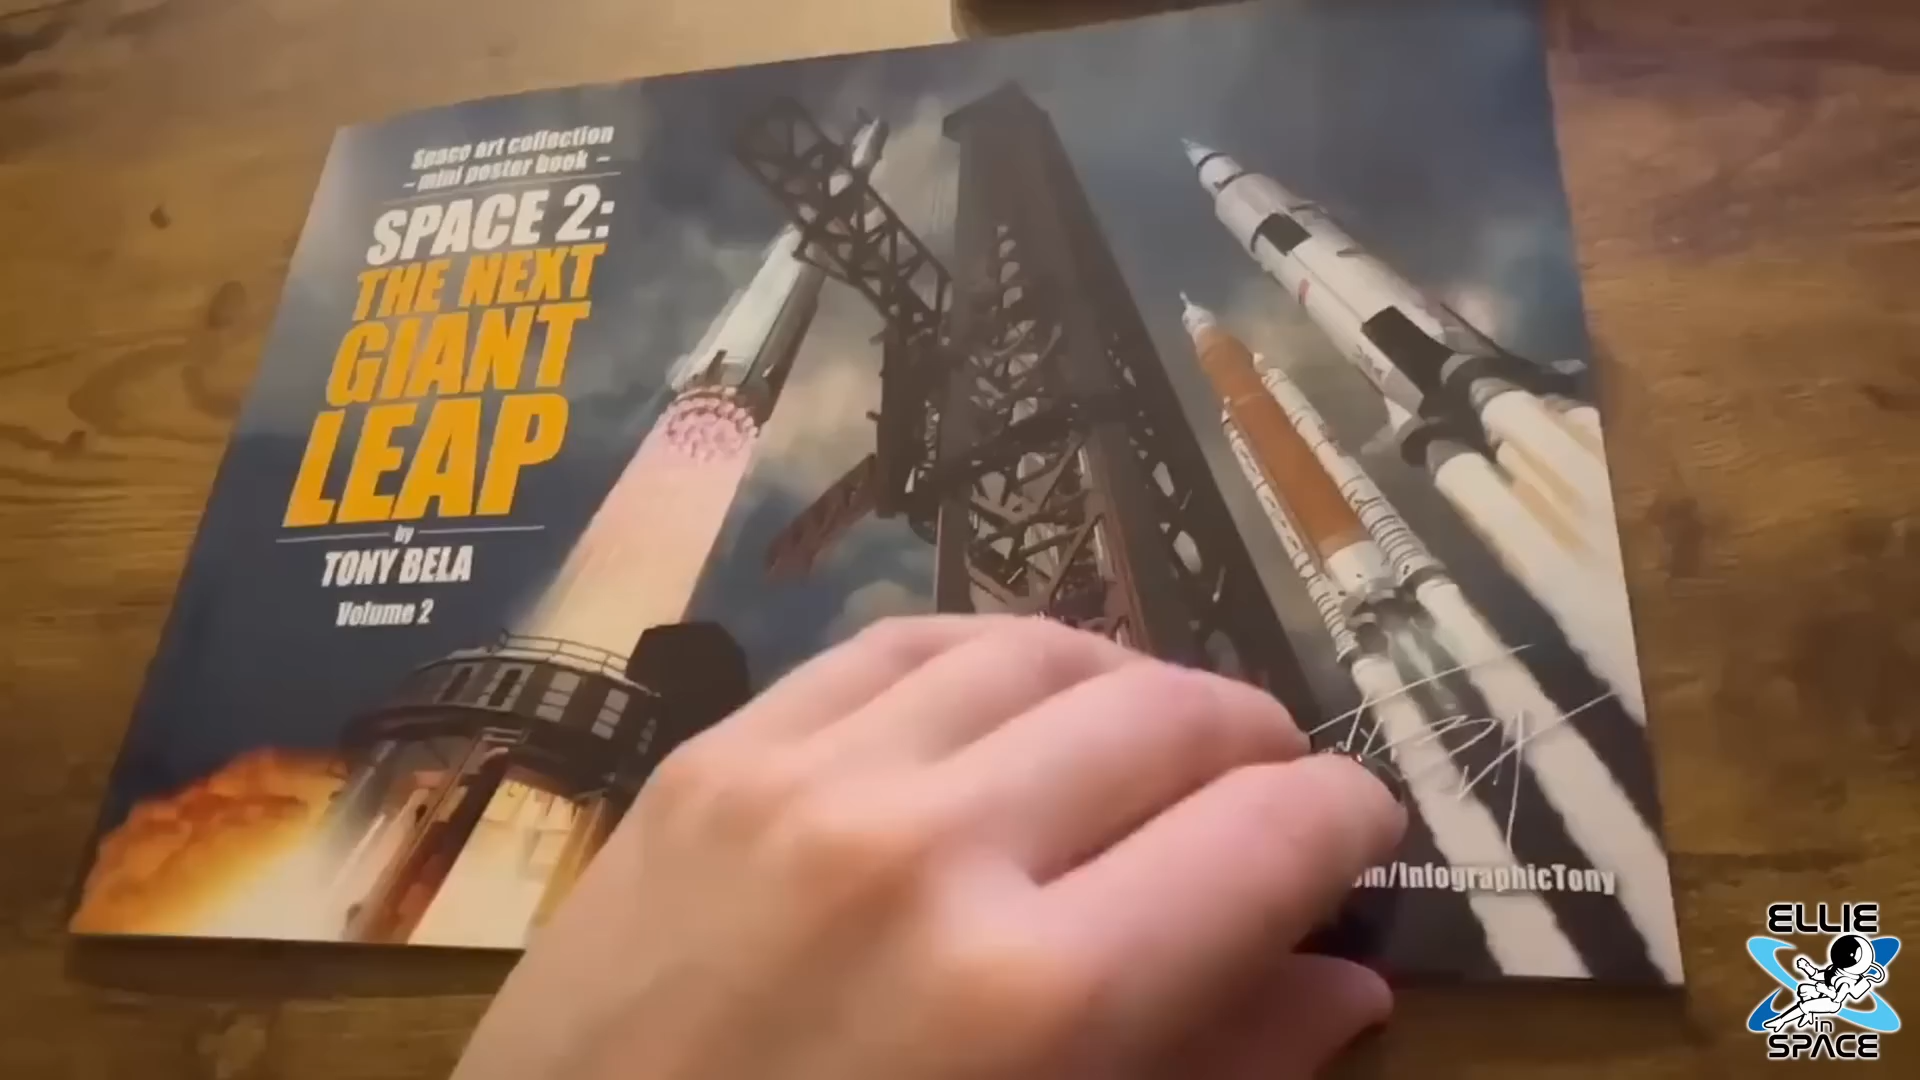 Space art collection
– mini poster book –
SPACE 2:
THE NEXT
GIANT
LEAP
by
TONY BELA
Volume 2
/InfographicTony
ELLIE
in
SPACE